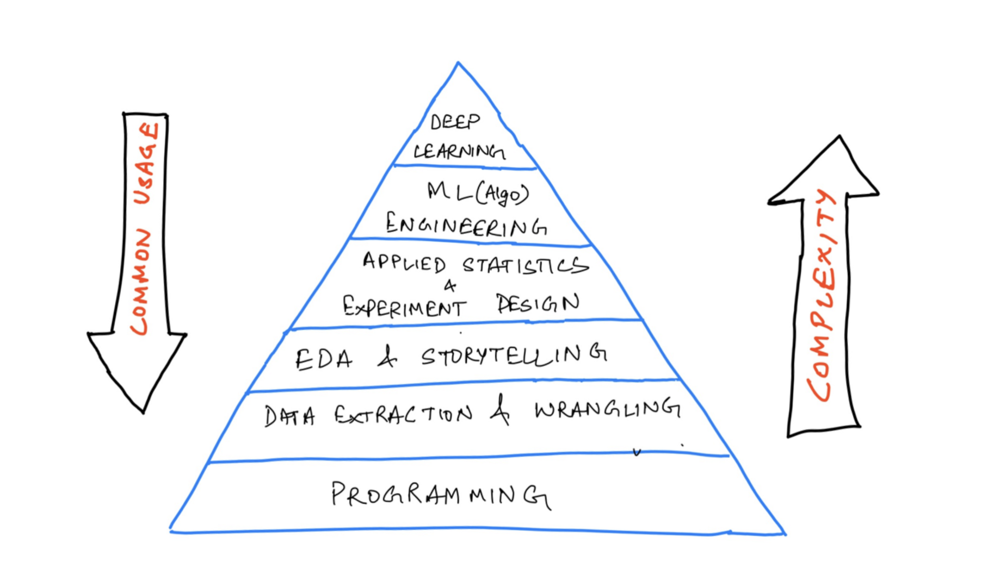 DEEP
LEARNING
ML(Algo)
ENGINEERING
APPLIED STATISTICS
&
EXPERIMENT DESIGN
EDA & STORYTELLING
DATA EXTRACTION & WRANGLING
PROGRAMMING
COMMON USAGE
COMPLEXITY